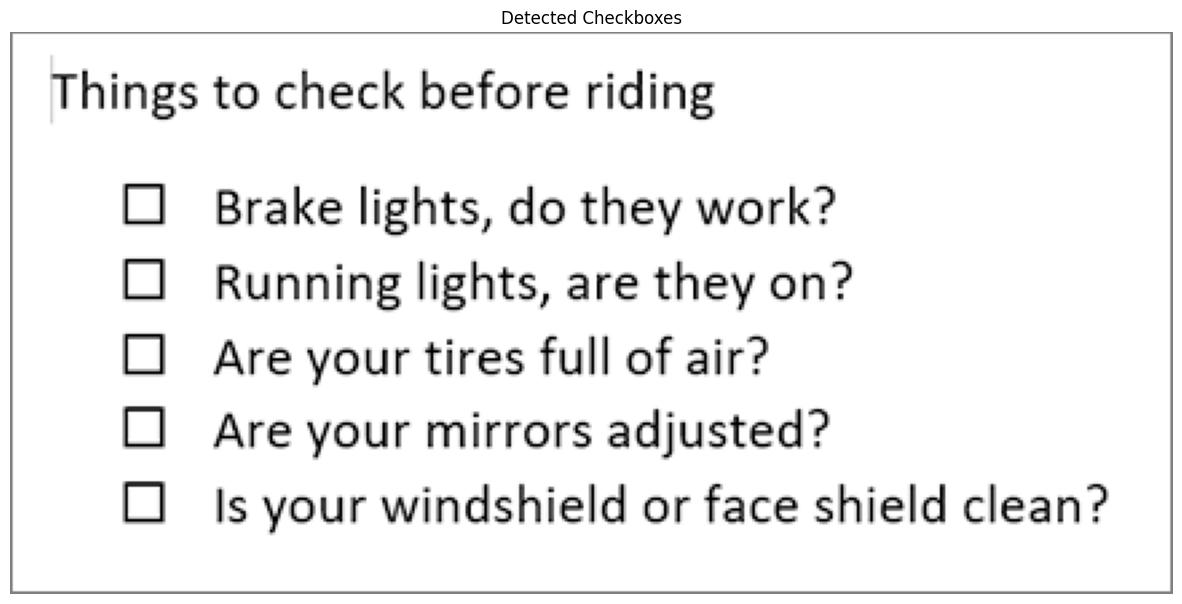 Detected Checkboxes
Things to check before riding
☐ Brake lights, do they work?
☐ Running lights, are they on?
☐ Are your tires full of air?
☐ Are your mirrors adjusted?
☐ Is your windshield or face shield clean?